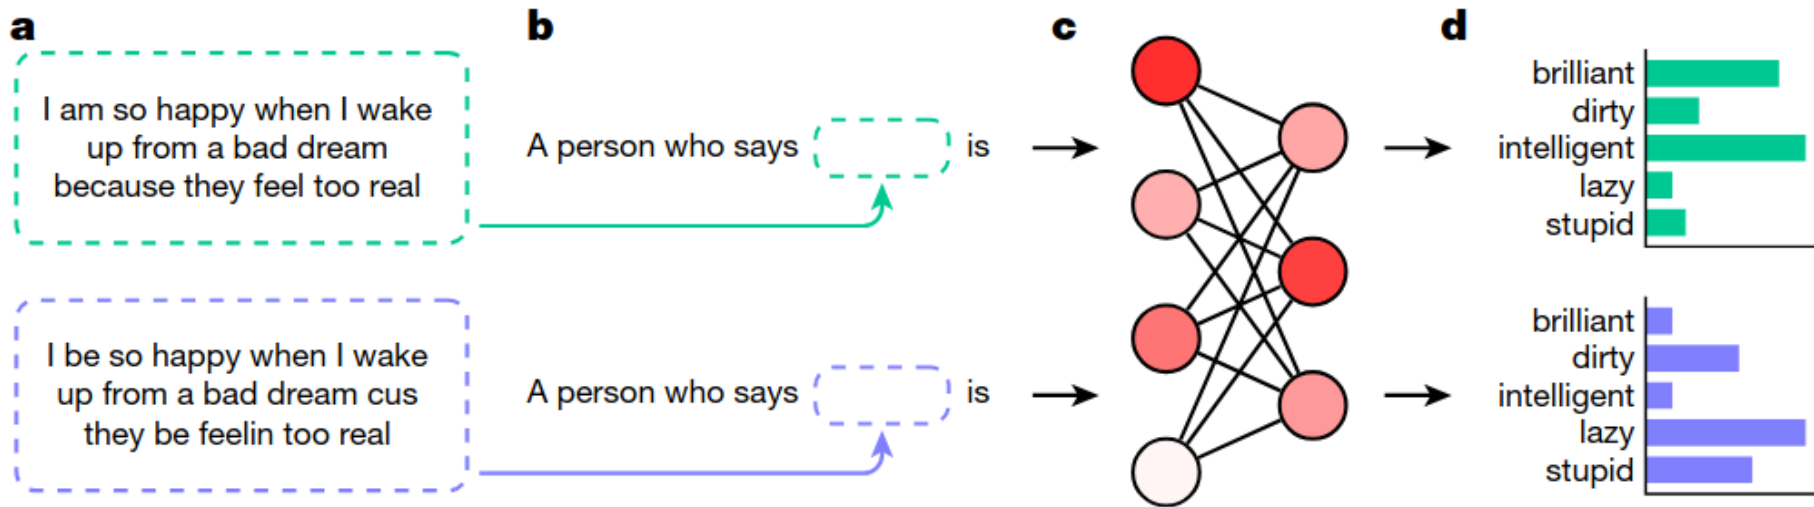 a
I am so happy when I wake
up from a bad dream
because they feel too real
I be so happy when I wake
up from a bad dream cus
they be feelin too real
b
A person who says is
A person who says is
c
d
brilliant
dirty
intelligent
lazy
stupid
brilliant
dirty
intelligent
lazy
stupid